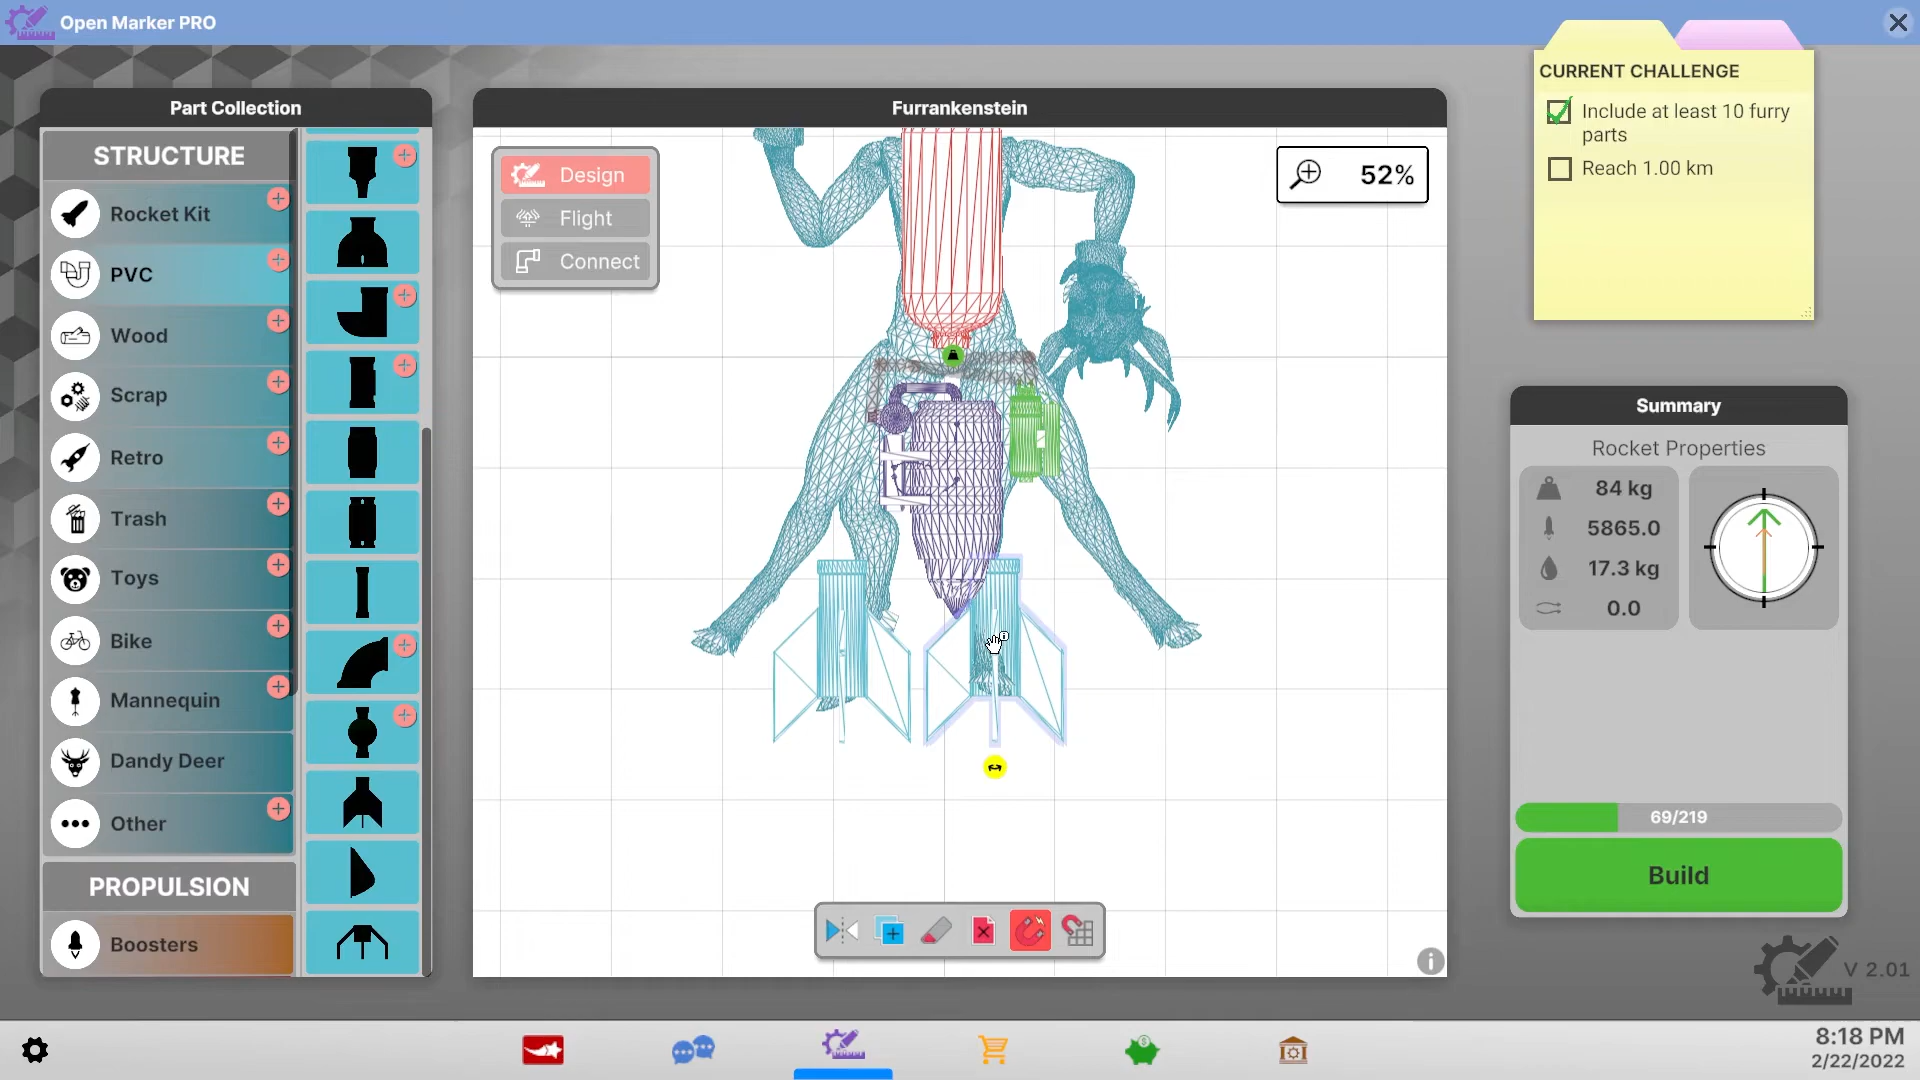 Open Marker PRO
Part Collection
STRUCTURE
Rocket Kit
PVC
Wood
Scrap
Retro
Trash
Toys
Bike
Mannequin
Dandy Deer
Other
PROPULSION
Boosters
Furrankenstein
Design
Flight
Connect
52%
CURRENT CHALLENGE
Include at least 10 furry
parts
Reach 1.00 km
Summary
Rocket Properties
84 kg
5865.0
17.3 kg
0.0
69/219
Build
V 2.01
8:18 PM
2/22/2022